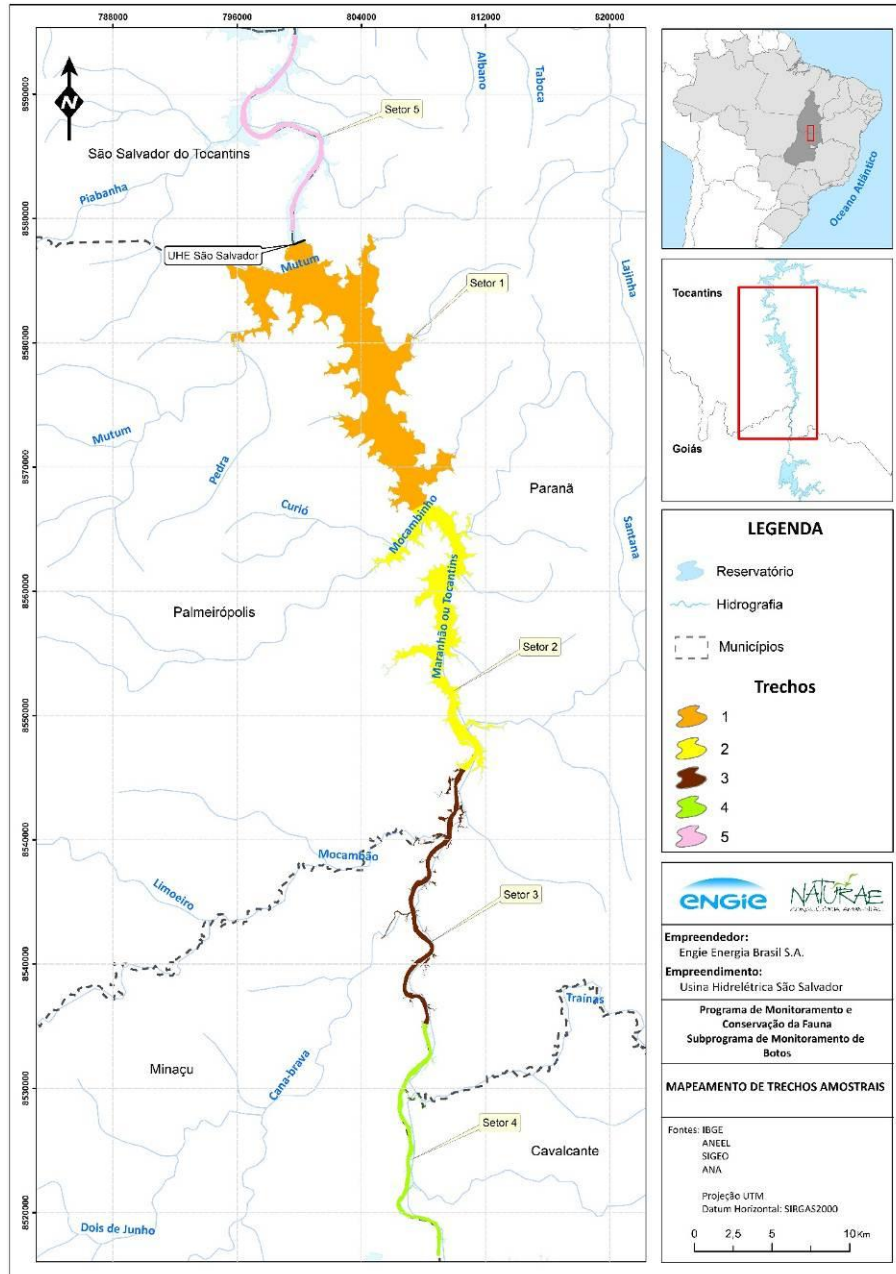 788000 796000 804000 812000 520000
N
8590000
8580000
8580000
8570000
8560000
8550000
8540000
8540000
8530000
8520000
Albano
Taboca
Setor 5
São Salvador do Tocantins
Piabanha
UHE São Salvador
Mutum
Lajinha
Setor 1
Mutum
Pedra
Curió
Mocambinho
Paranã
Santana
Palmeirópolis
Maranhão ou Tocantins
Setor 2
Mocambão
Limoeiro
Setor 3
Traínas
Minaçu
Cana-brava
Setor 4
Cavalcante
Dois de Junho
Oceano Atlântico
Tocantins
Goiás
LEGENDA
Reservatório
Hidrografia
Municípios
Trechos
1
2
3
4
5
ENGIE NATURAE
Empreendedor:
Engie Energia Brasil S.A.
Empreendimento:
Usina Hidrelétrica São Salvador
Programa de Monitoramento e
Conservação da Fauna
Subprograma de Monitoramento de
Botos
MAPEAMENTO DE TRECHOS AMOSTRAIS
Fontes: IBGE
ANEEL
SIGEO
ANA
Projeção UTM
Datum Horizontal: SIRGAS2000
0 2,5 5 10 Km